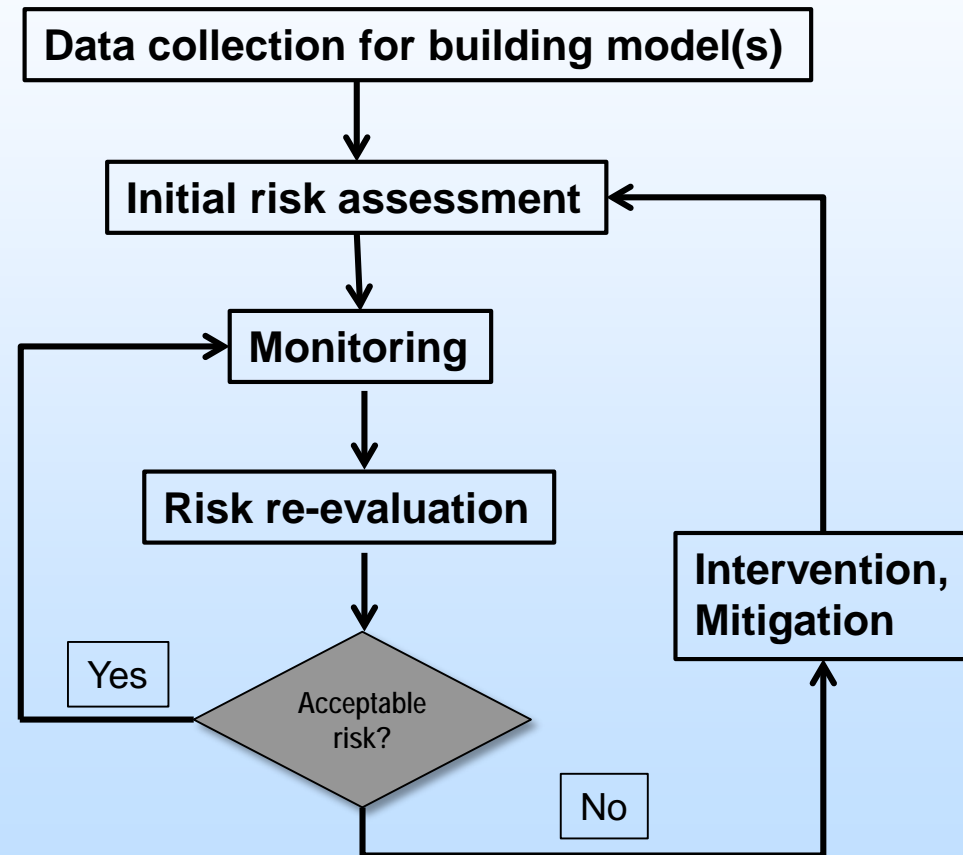 Data collection for building model(s)
Initial risk assessment
Monitoring
Risk re-evaluation
Intervention,
Mitigation
Yes
Acceptable
risk?
No